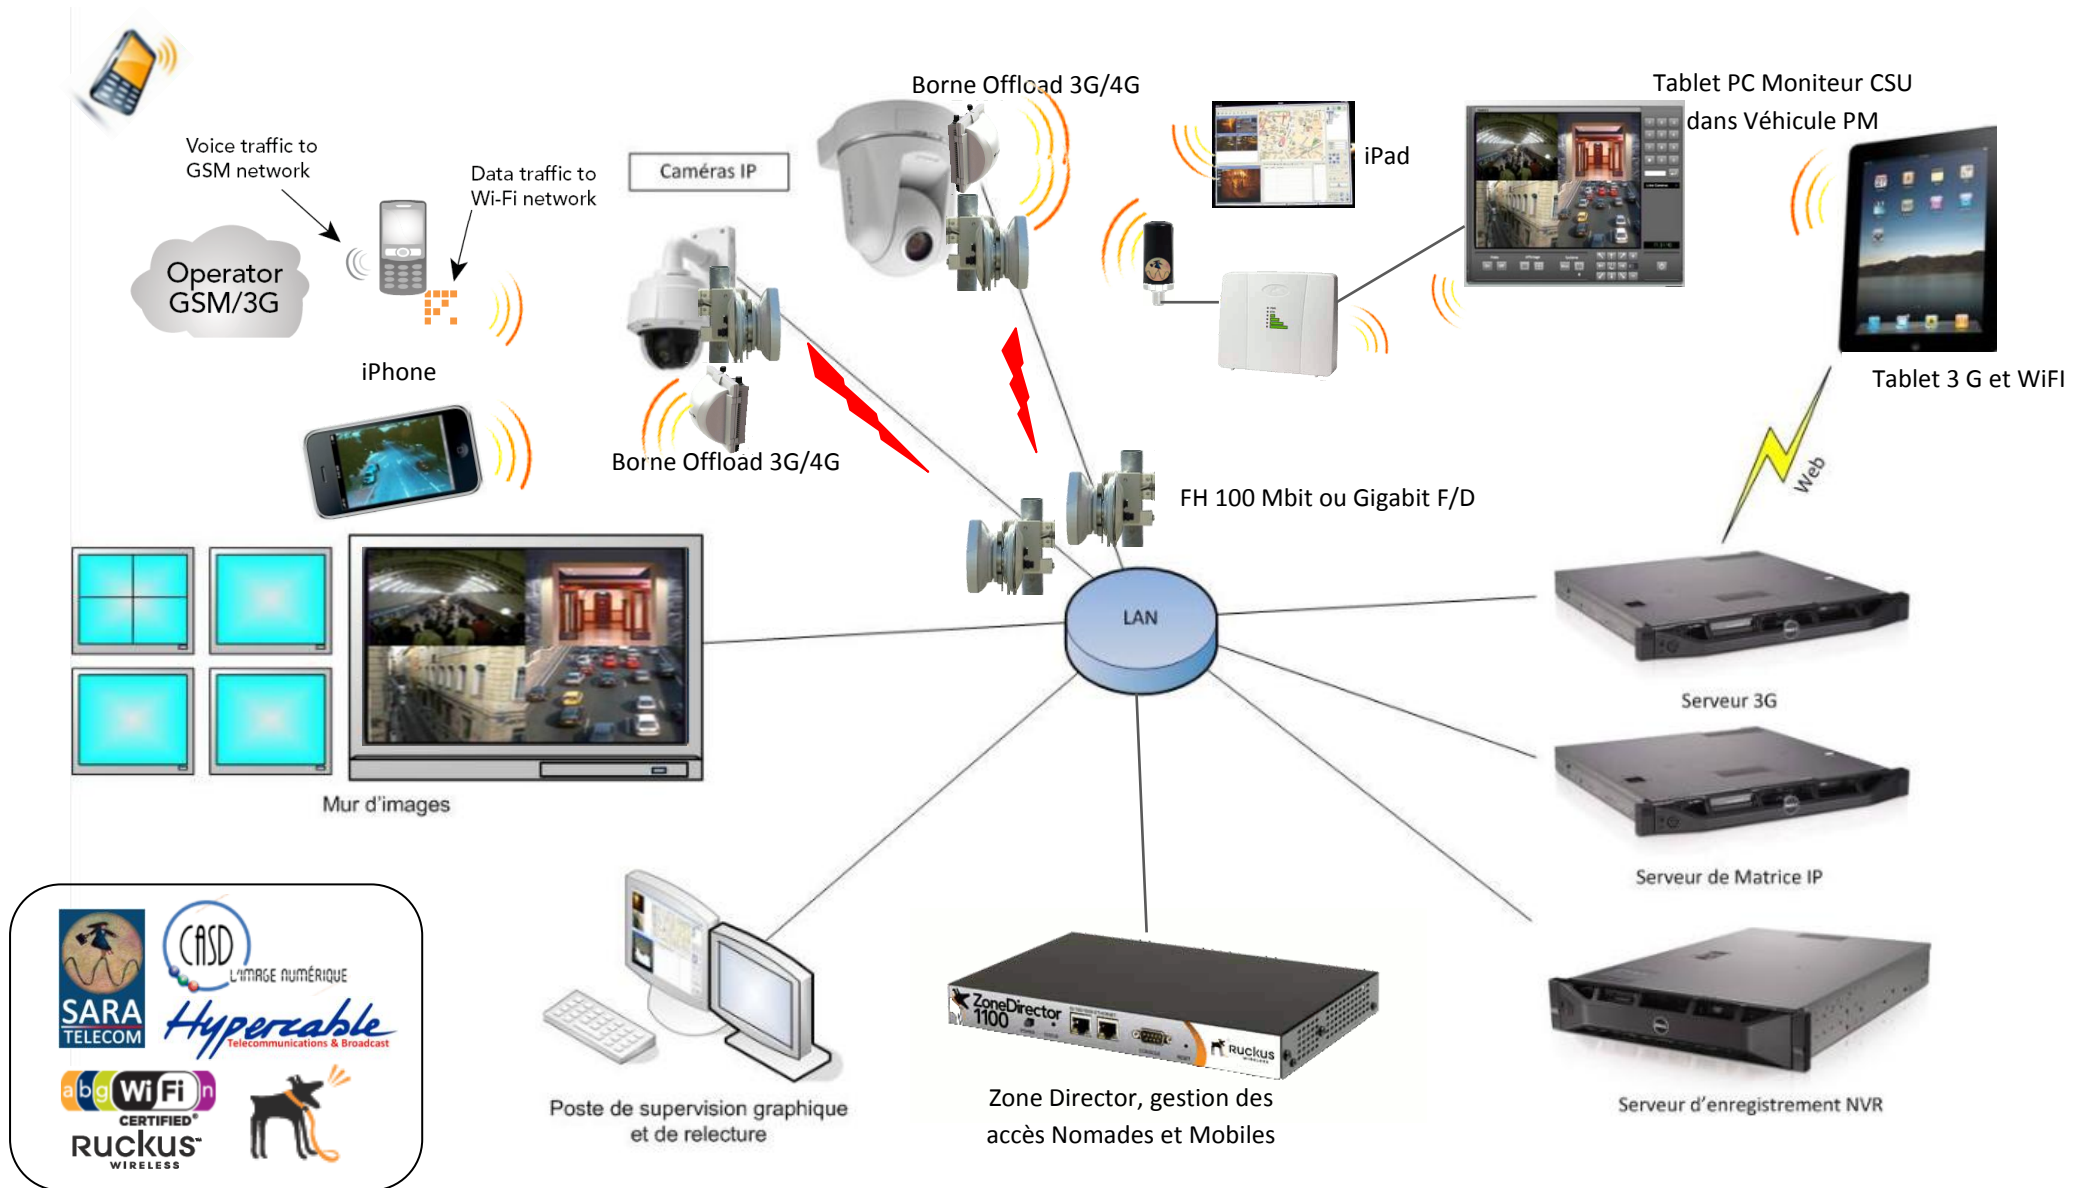 Borne Offload 3G/4G
Tablet PC Moniteur CSU
dans Véhicule PM
Voice traffic to
GSM network
Data traffic to
Wi-Fi network
Caméras IP
iPad
Operator
GSM/3G
iPhone
Tablet 3 G et WiFI
Borne Offload 3G/4G
Web
FH 100 Mbit ou Gigabit F/D
LAN
Serveur 3G
Mur d'images
Serveur de Matrice IP
CASD
L'IMAGE NUMÉRIQUE
SARA
TELECOM
Hypercable
Telecommunications & Broadcast
abg WiFi n
CERTIFIED®
RUCKUS™
WIRELESS
ZoneDirector
1100
RUCKUS
WIRELESS
Poste de supervision graphique
et de relecture
Zone Director, gestion des
accès Nomades et Mobiles
Serveur d'enregistrement NVR